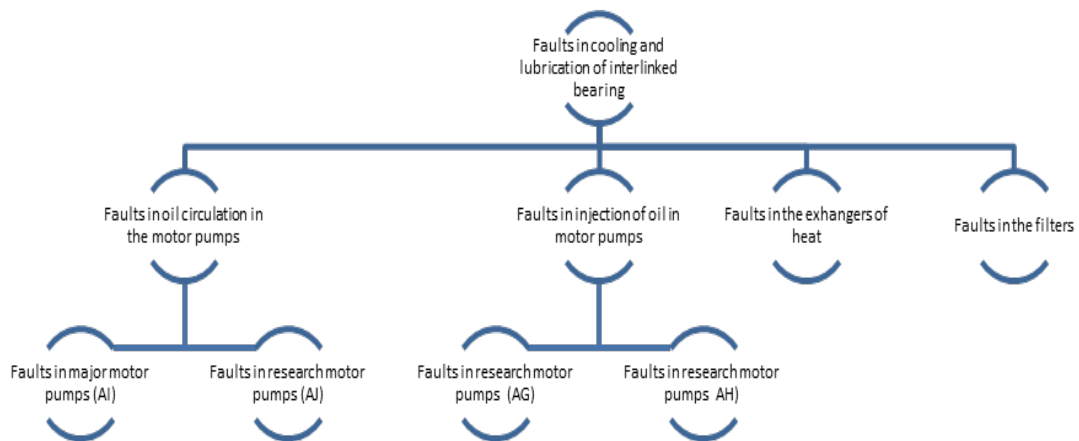 Faults in cooling and
lubrication of interlinked
bearing
Faults in oil circulation in
the motor pumps
Faults in injection of oil in
motor pumps
Faults in the exhangers of
heat
Faults in the filters
Faults in major motor
pumps (AI)
Faults in research motor
pumps (AJ)
Faults in research motor
pumps (AG)
Faults in research motor
pumps AH)